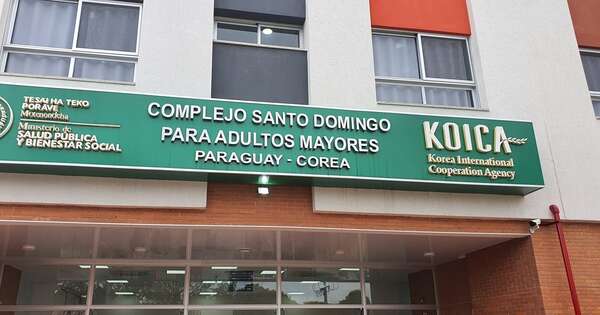 TESAI HA TEKO
PORAVE
Motenondeha
Ministerio de
SALUD PÚBLICA
Y BIENESTAR SOCIAL
COMPLEJO SANTO DOMINGO
PARA ADULTOS MAYORES
PARAGUAY - COREA
KOICA
Korea International
Cooperation Agency